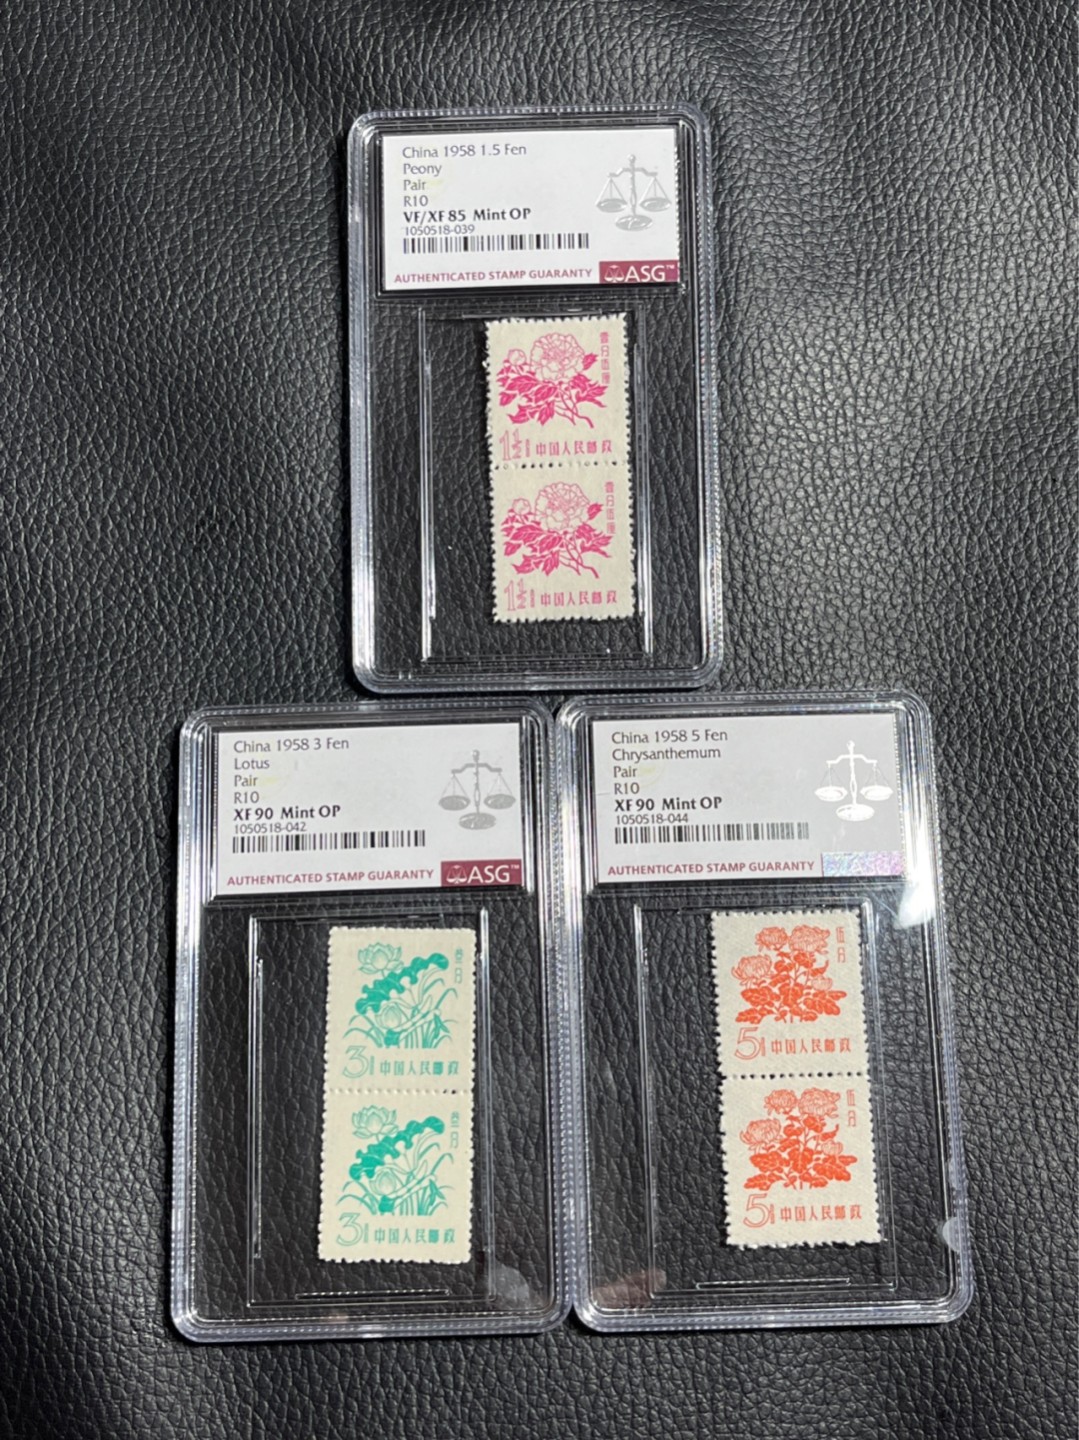 China 1958 1.5 Fen
Peony
Pair
R10
VF/XF 85 Mint OP
1050518-039
AUTHENTICATED STAMP GUARANTY ASG™
壹分伍厘
1½ 中国人民邮政
壹分伍厘
1½ 中国人民邮政
China 1958 3 Fen
Lotus
Pair
R10
XF 90 Mint OP
1050518-042
AUTHENTICATED STAMP GUARANTY ASG™
叁分
3 中国人民邮政
叁分
3 中国人民邮政
China 1958 5 Fen
Chrysanthemum
Pair
R10
XF 90 Mint OP
1050518-044
AUTHENTICATED STAMP GUARANTY
伍分
5 中国人民邮政
伍分
5 中国人民邮政